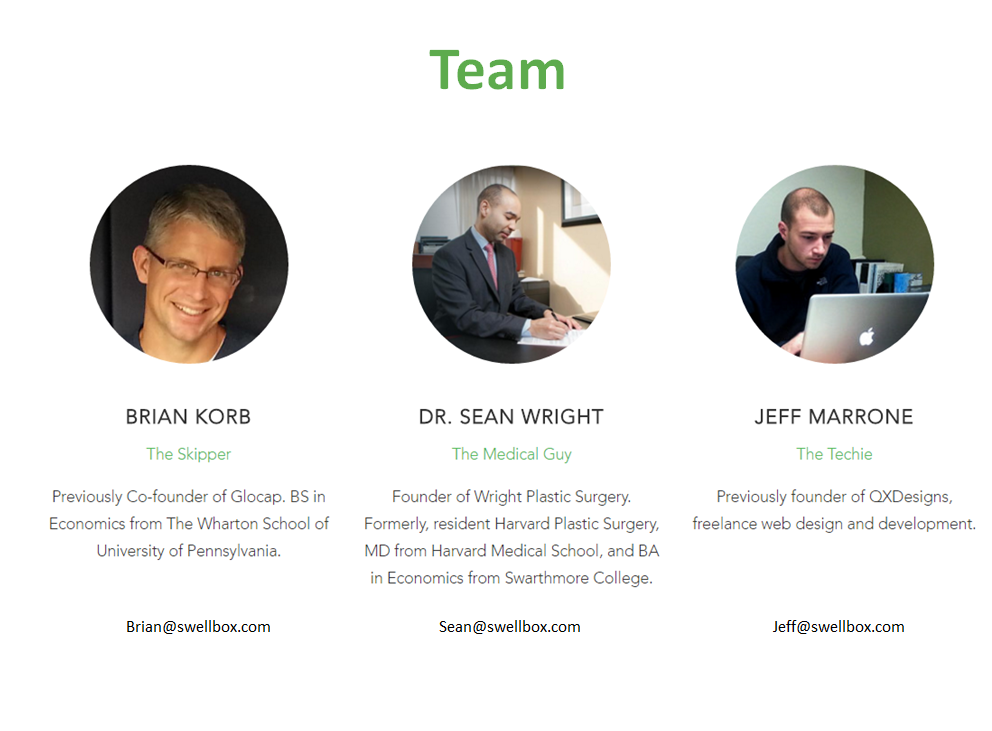 Team
BRIAN KORB
The Skipper
Previously Co-founder of Glocap. BS in
Economics from The Wharton School of
University of Pennsylvania.
Brian@swellbox.com
DR. SEAN WRIGHT
The Medical Guy
Founder of Wright Plastic Surgery.
Formerly, resident Harvard Plastic Surgery,
MD from Harvard Medical School, and BA
in Economics from Swarthmore College.
Sean@swellbox.com
JEFF MARRONE
The Techie
Previously founder of QXDesigns,
freelance web design and development.
Jeff@swellbox.com